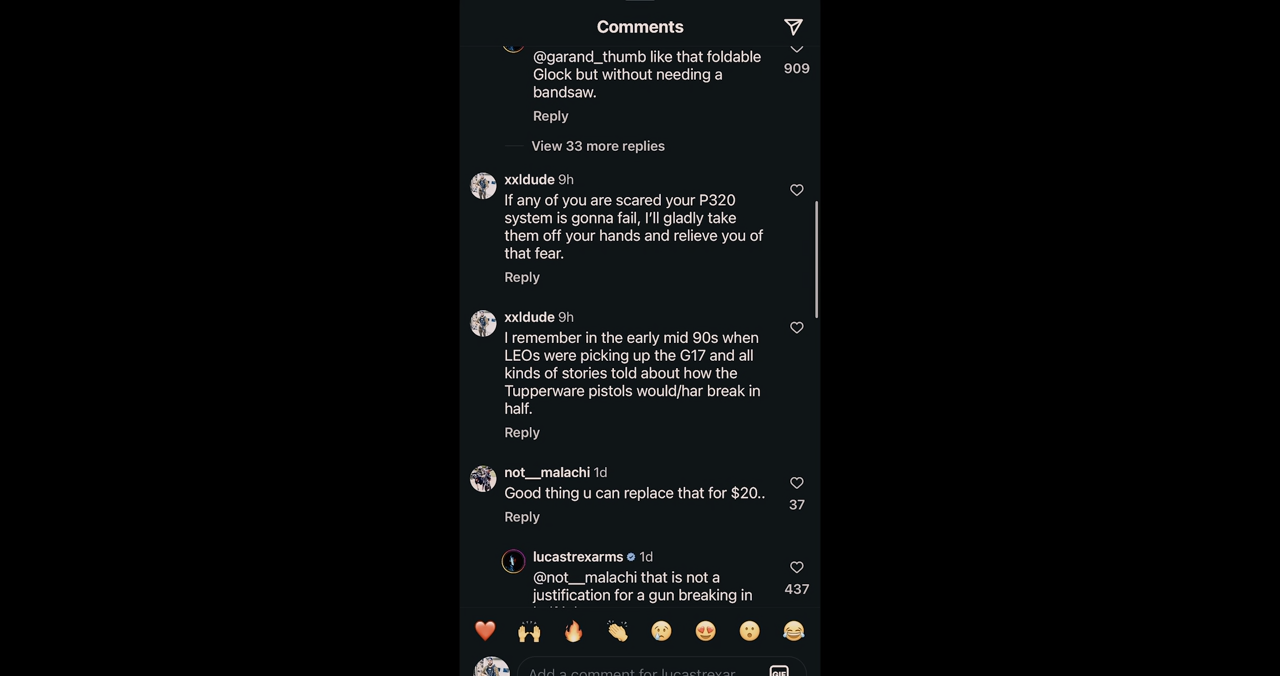 Comments
@garand_thumb like that foldable
Glock but without needing a
bandsaw.
909
Reply
View 33 more replies
xxldude 9h
If any of you are scared your P320
system is gonna fail, I'll gladly take
them off your hands and relieve you of
that fear.
Reply
xxldude 9h
I remember in the early mid 90s when
LEOs were picking up the G17 and all
kinds of stories told about how the
Tupperware pistols would/har break in
half.
Reply
not__malachi 1d
Good thing u can replace that for $20..
37
Reply
lucastrexarms 1d
@not__malachi that is not a
justification for a gun breaking in
437
Add a comment for lucastrexar
GIF